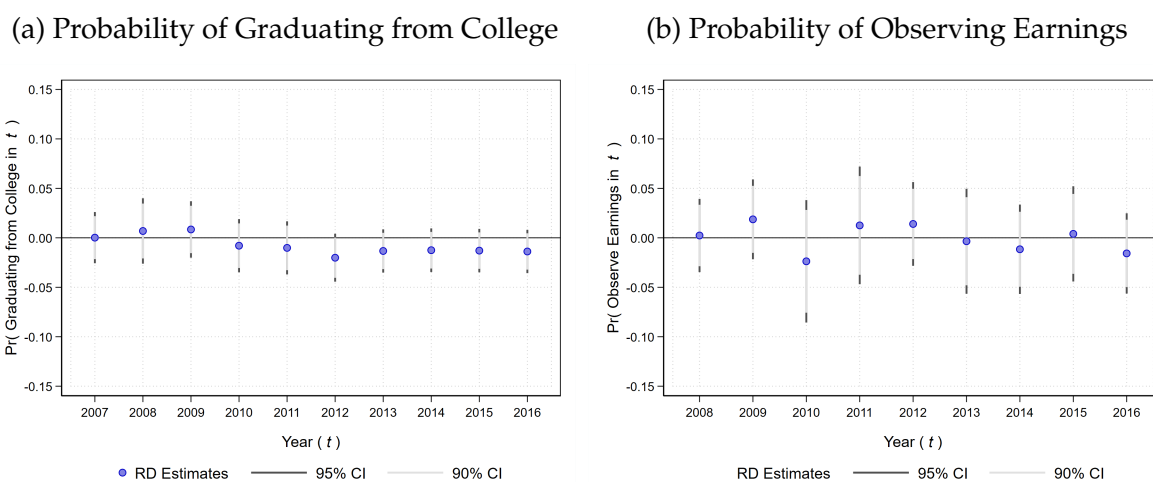 (a) Probability of Graduating from College
0.15
0.10
0.05
0.00
-0.05
-0.10
-0.15
Pr( Graduating from College in t )
2007 2008 2009 2010 2011 2012 2013 2014 2015 2016
Year ( t )
RD Estimates 95% CI 90% CI
(b) Probability of Observing Earnings
0.15
0.10
0.05
0.00
-0.05
-0.10
-0.15
Pr( Observe Earnings in t )
2008 2009 2010 2011 2012 2013 2014 2015 2016
Year ( t )
RD Estimates 95% CI 90% CI